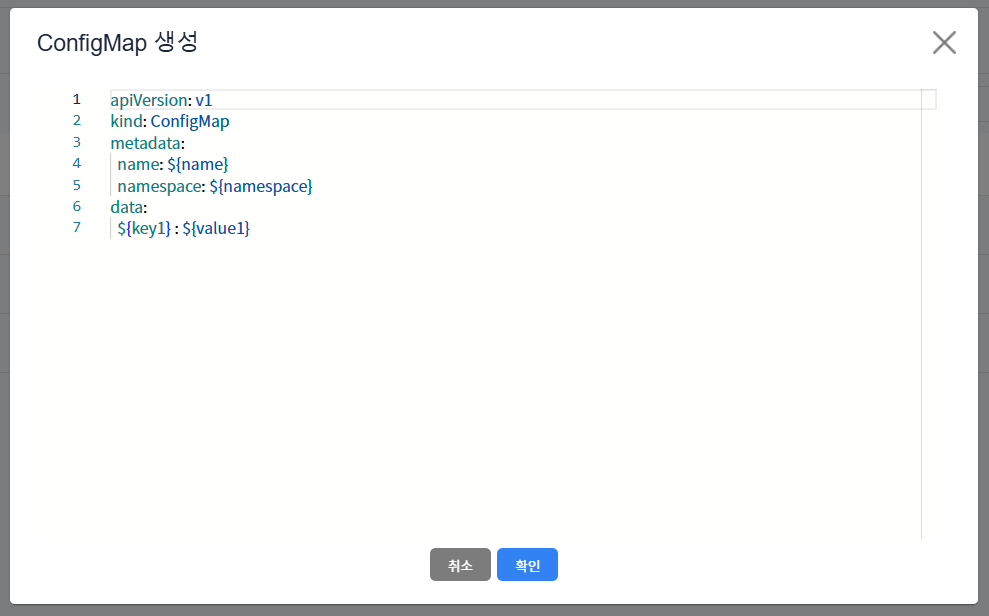 ConfigMap 생성
1 apiVersion: v1
2 kind: ConfigMap
3 metadata:
4 name: ${name}
5 namespace: ${namespace}
6 data:
7 ${key1} : ${value1}
취소 확인